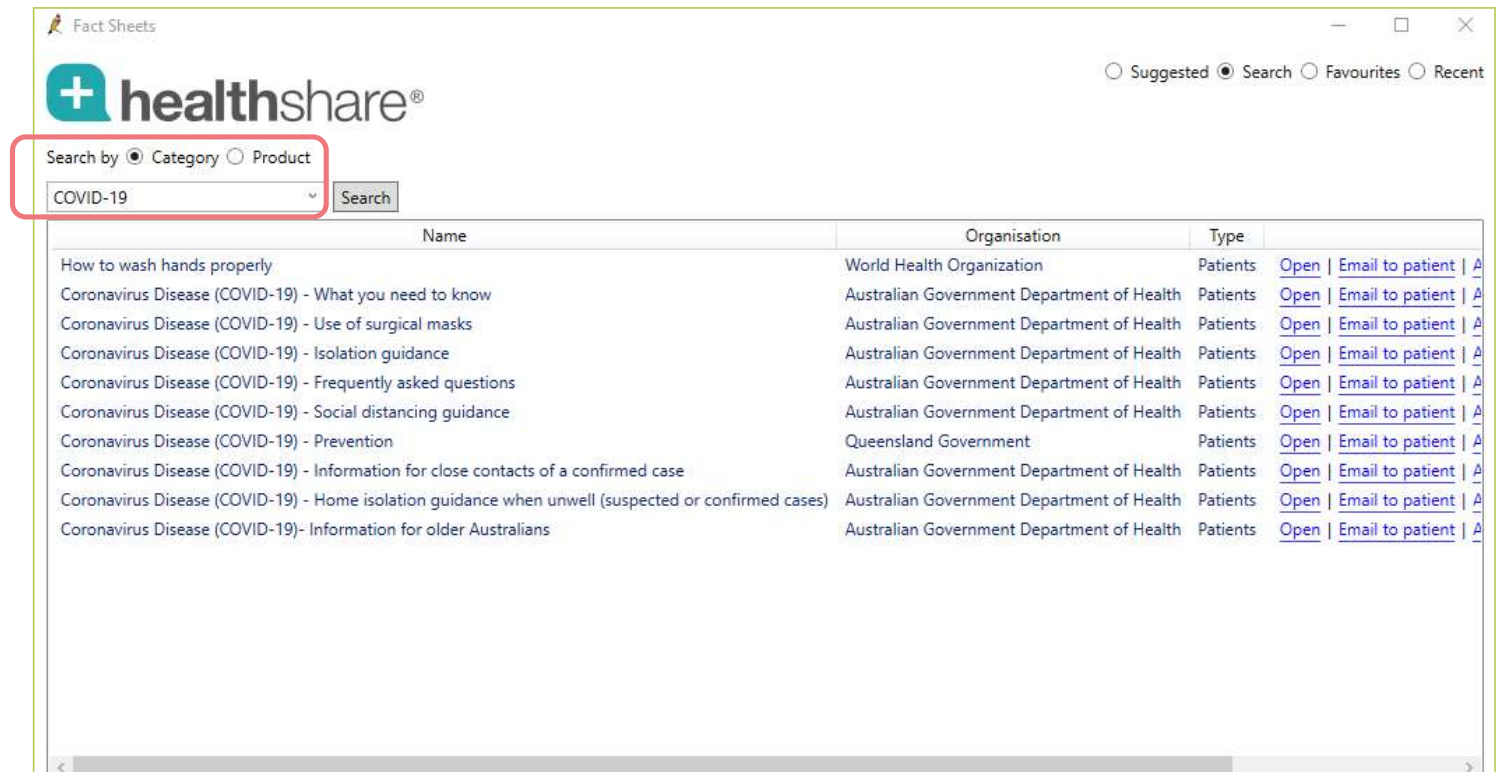 Fact Sheets
Suggested Search Favourites Recent
healthshare®
Search by Category Product
COVID-19 Search
Name Organisation Type
How to wash hands properly World Health Organization Patients Open | Email to patient | A
Coronavirus Disease (COVID-19) - What you need to know Australian Government Department of Health Patients Open | Email to patient | A
Coronavirus Disease (COVID-19) - Use of surgical masks Australian Government Department of Health Patients Open | Email to patient | A
Coronavirus Disease (COVID-19) - Isolation guidance Australian Government Department of Health Patients Open | Email to patient | A
Coronavirus Disease (COVID-19) - Frequently asked questions Australian Government Department of Health Patients Open | Email to patient | A
Coronavirus Disease (COVID-19) - Social distancing guidance Australian Government Department of Health Patients Open | Email to patient | A
Coronavirus Disease (COVID-19) - Prevention Queensland Government Patients Open | Email to patient | A
Coronavirus Disease (COVID-19) - Information for close contacts of a confirmed case Australian Government Department of Health Patients Open | Email to patient | A
Coronavirus Disease (COVID-19) - Home isolation guidance when unwell (suspected or confirmed cases) Australian Government Department of Health Patients Open | Email to patient | A
Coronavirus Disease (COVID-19)- Information for older Australians Australian Government Department of Health Patients Open | Email to patient | A